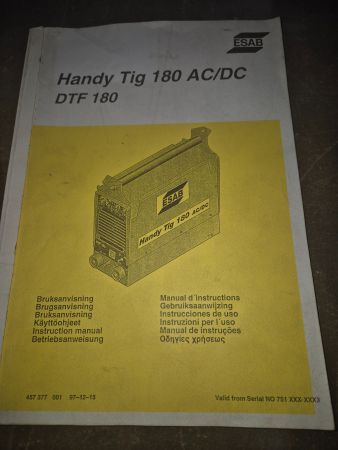 ESAB
Handy Tig 180 AC/DC
DTF 180
ESAB
Handy Tig 180 AC/DC
Bruksanvisning
Brugsanvisning
Bruksanvisning
Käyttöohjeet
Instruction manual
Betriebsanweisung
Manual d´instructions
Gebruiksaanwijzing
Instrucciones de uso
Instruzioni per l´uso
Manual de instruções
Οδηγίες χρήσεως
457 077 001 97-12-15
Valid from Serial NO 751 XXX-XXXX